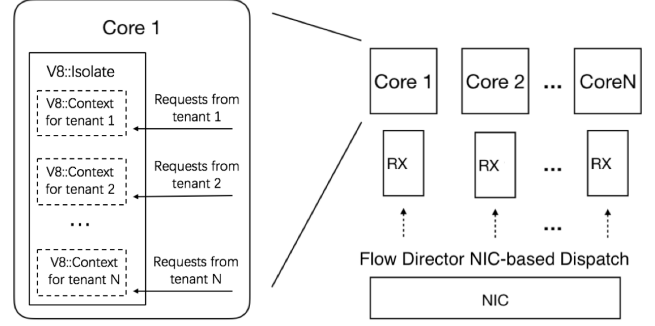 Core 1
V8::Isolate
V8::Context
for tenant 1
Requests from
tenant 1
V8::Context
for tenant 2
Requests from
tenant 2
...
V8::Context
for tenant N
Requests from
tenant N
Core 1 Core 2 ... CoreN
RX RX ... RX
...
Flow Director NIC-based Dispatch
NIC